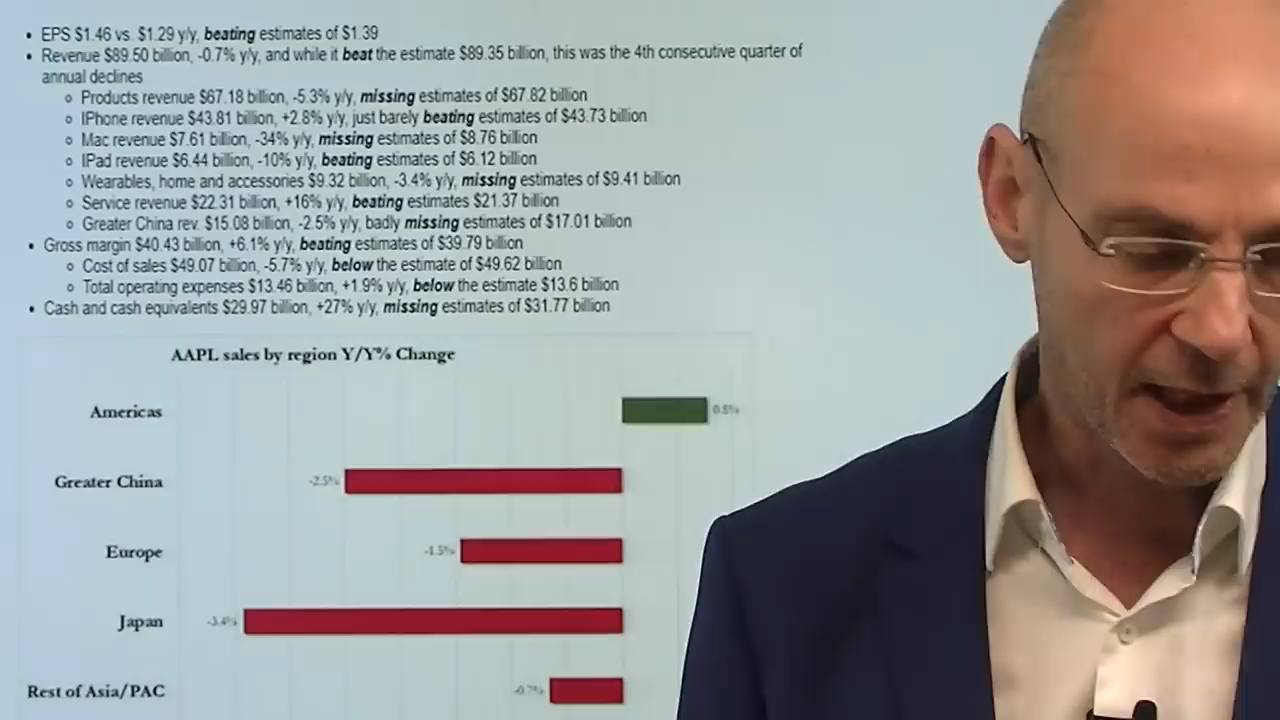 • EPS $1.46 vs. $1.29 y/y, beating estimates of $1.39
• Revenue $89.50 billion, -0.7% y/y, and while it beat the estimate $89.35 billion, this was the 4th consecutive quarter of
annual declines
o Products revenue $67.18 billion, -5.3% y/y, missing estimates of $67.82 billion
o IPhone revenue $43.81 billion, +2.8% y/y, just barely beating estimates of $43.73 billion
o Mac revenue $7.61 billion, -34% y/y, missing estimates of $8.76 billion
o IPad revenue $6.44 billion, -10% y/y, beating estimates of $6.12 billion
o Wearables, home and accessories $9.32 billion, -3.4% y/y, missing estimates of $9.41 billion
o Service revenue $22.31 billion, +16% y/y, beating estimates $21.37 billion
o Greater China rev. $15.08 billion, -2.5% y/y, badly missing estimates of $17.01 billion
• Gross margin $40.43 billion, +6.1% y/y, beating estimates of $39.79 billion
o Cost of sales $49.07 billion, -5.7% y/y, below the estimate of $49.62 billion
o Total operating expenses $13.46 billion, +1.9% y/y, below the estimate $13.6 billion
• Cash and cash equivalents $29.97 billion, +27% y/y, missing estimates of $31.77 billion
AAPL sales by region Y/Y% Change
Americas 0.8%
Greater China -2.5%
Europe -1.5%
Japan -3.4%
Rest of Asia/PAC -0.7%